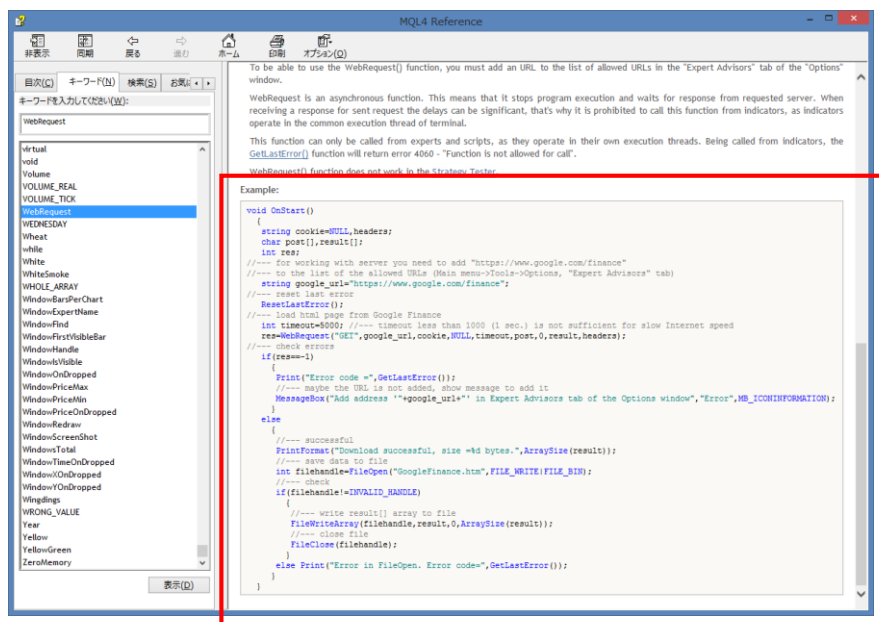 MQL4 Reference
非表示 同期 戻る 進む ホーム 印刷 オプション(O)
目次(C) キーワード(N) 検索(S) お気に
キーワードを入力してください(W):
WebRequest
virtual
void
Volume
VOLUME_REAL
VOLUME_TICK
WebRequest
WEDNESDAY
Wheat
while
White
WhiteSmoke
WHOLE_ARRAY
WindowBarsPerChart
WindowExpertName
WindowFind
WindowFirstVisibleBar
WindowHandle
WindowIsVisible
WindowOnDropped
WindowPriceMax
WindowPriceMin
WindowPriceOnDropped
WindowRedraw
WindowScreenShot
WindowsTotal
WindowTimeOnDropped
WindowXOnDropped
WindowYOnDropped
Wingdings
WRONG_VALUE
Year
Yellow
YellowGreen
ZeroMemory
表示(D)
To be able to use the WebRequest() function, you must add an URL to the list of allowed URLs in the "Expert Advisors" tab of the "Options"
window.
WebRequest is an asynchronous function. This means that it stops program execution and waits for response from requested server. When
receiving a response for sent request the delays can be significant, that's why it is prohibited to call this function from indicators, as indicators
operate in the common execution thread of terminal.
This function can only be called from experts and scripts, as they operate in their own execution threads. Being called from indicators, the
GetLastError() function will return error 4060 - "Function is not allowed for call".
WebRequest() function does not work in the Strategy Tester.
Example:
void OnStart()
{
string cookie=NULL,headers;
char post[],result[];
int res;
//--- for working with server you need to add "https://www.google.com/finance"
//--- to the list of the allowed URLs (Main menu->Tools->Options, "Expert Advisors" tab)
string google_url="https://www.google.com/finance";
//--- reset last error
ResetLastError();
//--- load html page from Google Finance
int timeout=5000; //--- timeout less than 1000 (1 sec.) is not sufficient for slow Internet speed
res=WebRequest("GET",google_url,cookie,NULL,timeout,post,0,result,headers);
//--- check errors
if(res==-1)
{
Print("Error code =",GetLastError());
//--- maybe the URL is not added, show message to add it
MessageBox("Add address '"+google_url+"' in Expert Advisors tab of the Options window","Error",MB_ICONINFORMATION);
}
else
{
//--- successful
PrintFormat("Download successful, size =%d bytes.",ArraySize(result));
//--- save data to file
int filehandle=FileOpen("GoogleFinance.htm",FILE_WRITE|FILE_BIN);
//--- check
if(filehandle!=INVALID_HANDLE)
{
//--- write result[] array to file
FileWriteArray(filehandle,result,0,ArraySize(result));
//--- close file
FileClose(filehandle);
}
else Print("Error in FileOpen. Error code=",GetLastError());
}
}